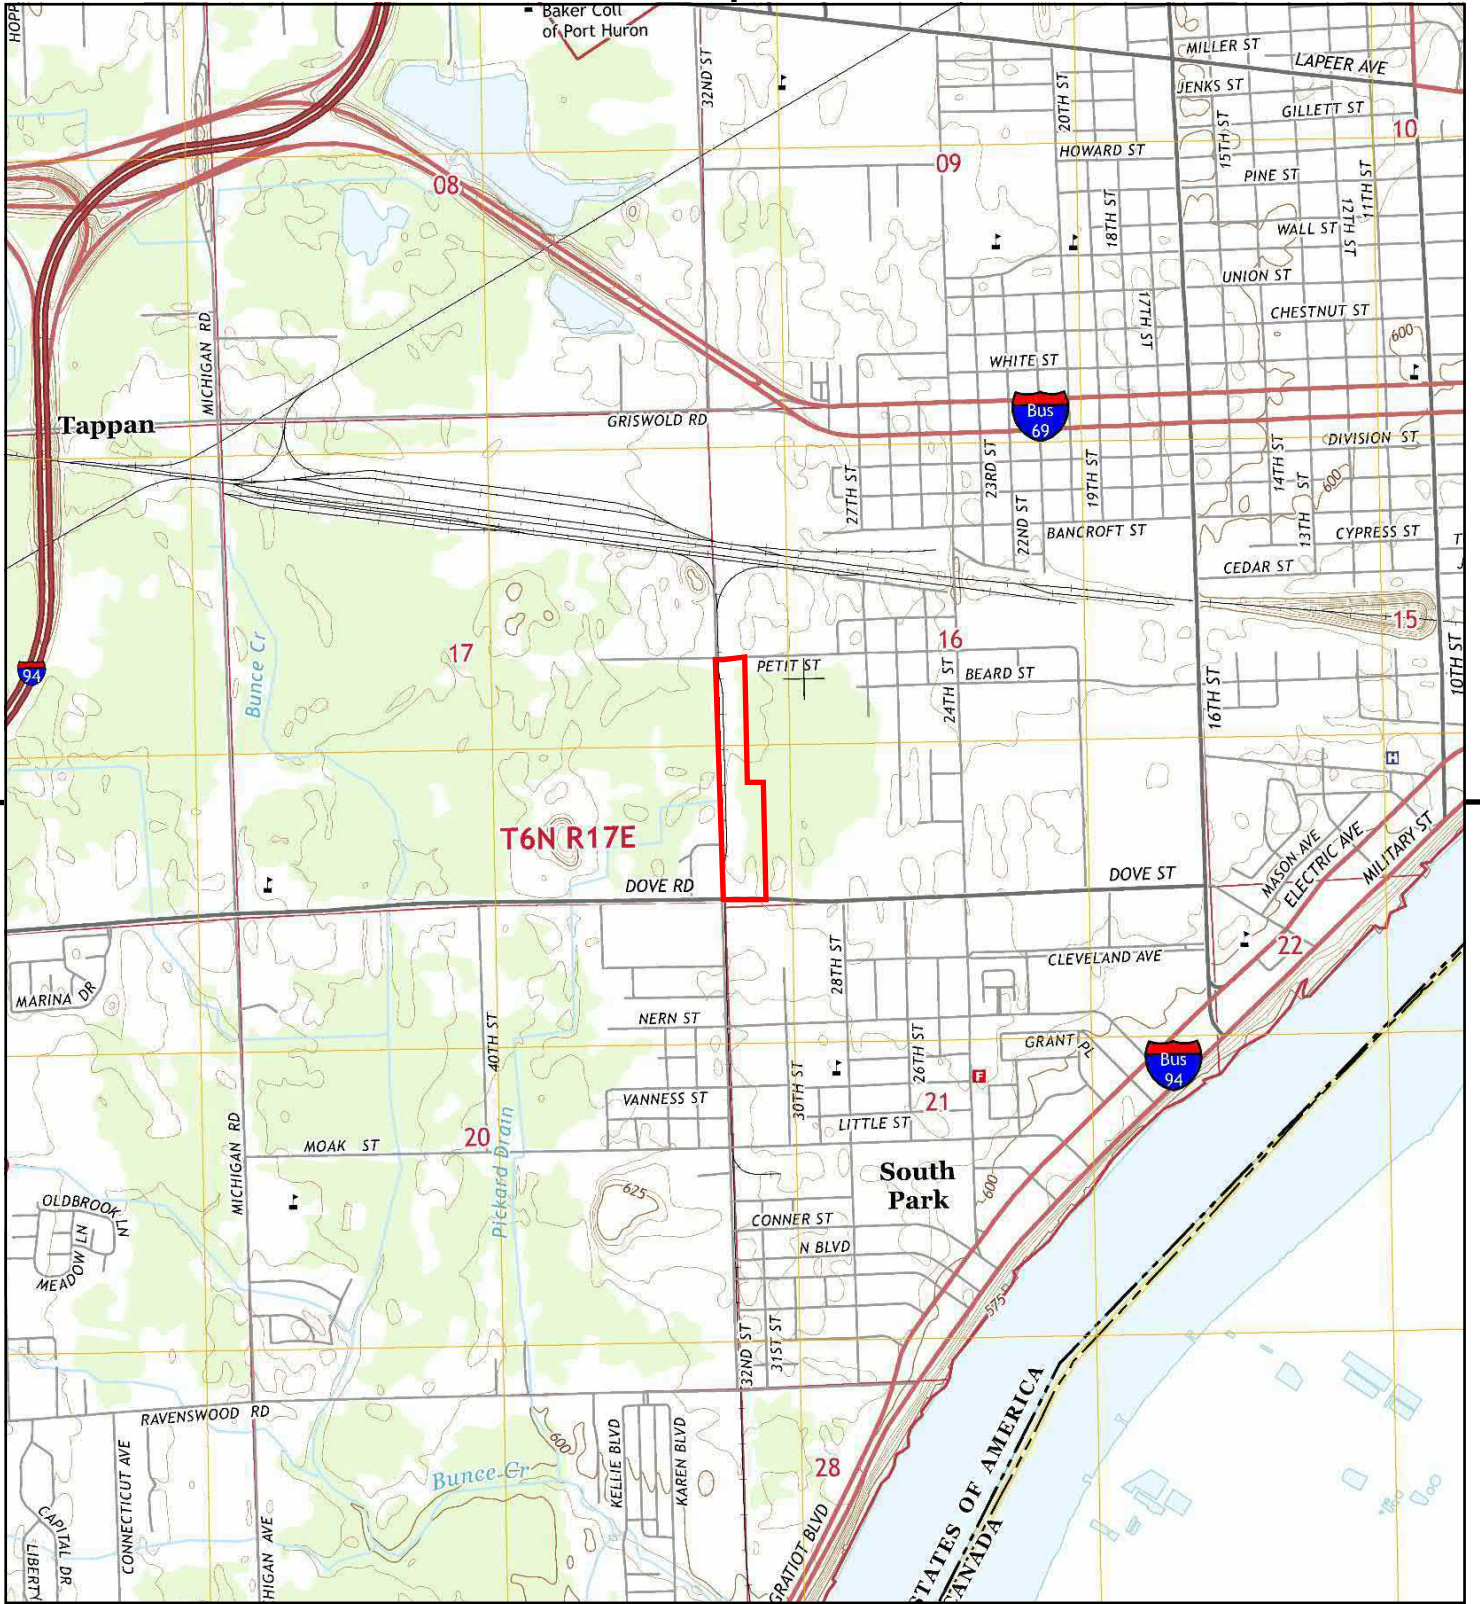 Baker Coll
of Port Huron
HOPP
32ND ST
MILLER ST
LAPEER AVE
JENKS ST
GILLETT ST
20TH ST
15TH ST
10
HOWARD ST
09
PINE ST
11TH ST
08
12TH ST
18TH ST
WALL ST
UNION ST
17TH ST
CHESTNUT ST
600
MICHIGAN RD
WHITE ST
Bus
69
Tappan
GRISWOLD RD
DIVISION ST
14TH ST
23RD ST
19TH ST
27TH ST
13TH ST
600
22ND ST
BANCROFT ST
CYPRESS ST
T
J
CEDAR ST
15
16
17
Bunce Cr
94
PETIT ST
24TH ST
BEARD ST
16TH ST
10TH ST
H
T6N R17E
DOVE RD
DOVE ST
MASON AVE
ELECTRIC AVE
MILITARY ST
22
28TH ST
CLEVELAND AVE
MARINA DR
NERN ST
40TH ST
26TH ST
GRANT PL
Bus
94
30TH ST
F
VANNESS ST
21
LITTLE ST
MICHIGAN RD
MOAK ST
20
Pickard Drain
South
Park
600
625
OLDBROOK LN
MEADOW LN
CONNER ST
N BLVD
575
32ND ST
31ST ST
RAVENSWOOD RD
600
KELLIE BLVD
KAREN BLVD
CONNECTICUT AVE
Bunce Cr
28
CAPITAL DR
LIBERTY
HIGAN AVE
GRATIOT BLVD
STATES OF AMERICA
CANADA